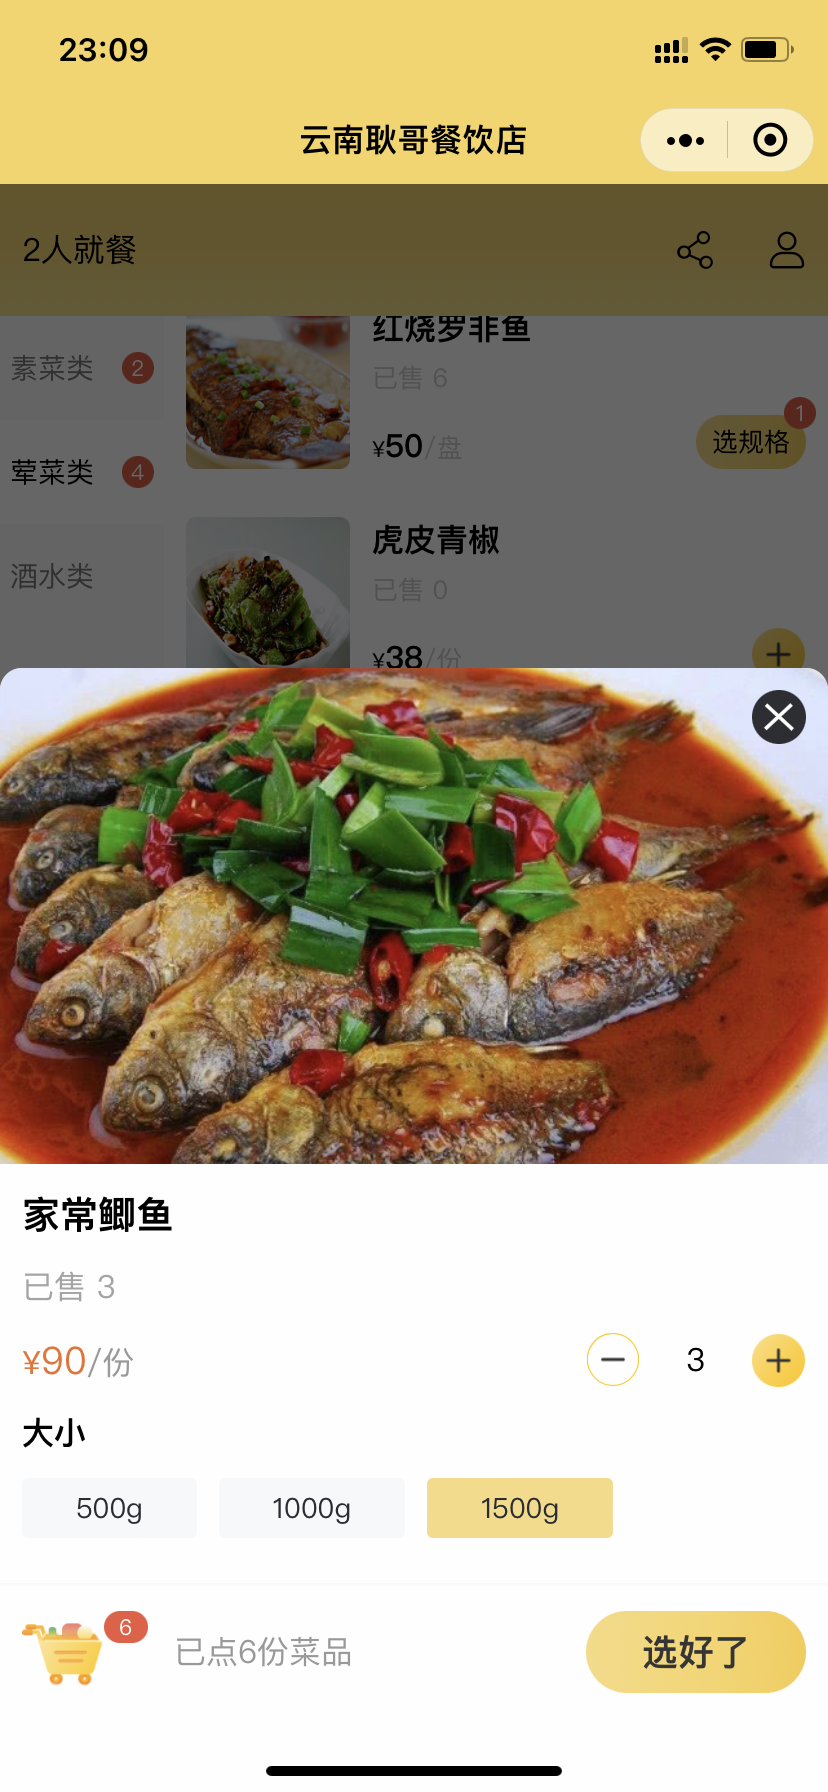 23:09
云南耿哥餐饮店
2人就餐
素菜类 2
荤菜类 4
酒水类
红烧罗非鱼
已售 6
¥50/盘
选规格
1
虎皮青椒
已售 0
¥38/份
家常鲫鱼
已售 3
¥90/份
3
大小
500g
1000g
1500g
6
已点6份菜品
选好了